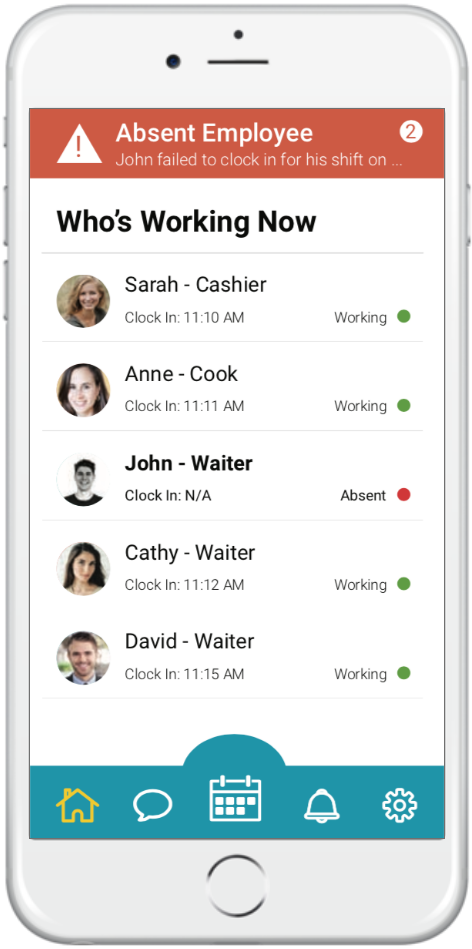 Absent Employee
2
John failed to clock in for his shift on ...
Who's Working Now
Sarah - Cashier
Clock In: 11:10 AM
Working
Anne - Cook
Clock In: 11:11 AM
Working
John - Waiter
Clock In: N/A
Absent
Cathy - Waiter
Clock In: 11:12 AM
Working
David - Waiter
Clock In: 11:15 AM
Working